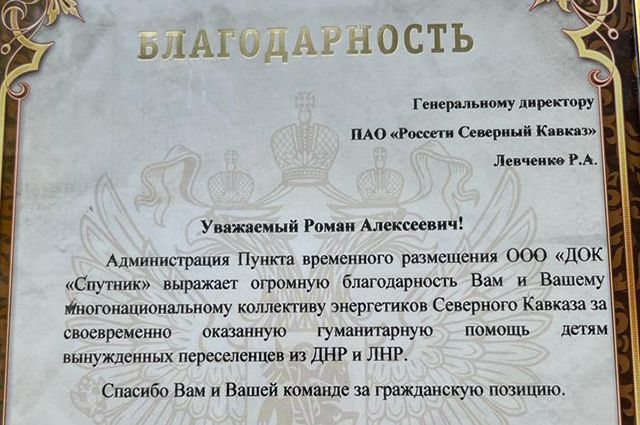 БЛАГОДАРНОСТЬ
Генеральному директору
ПАО «Россети Северный Кавказ»
Левченко Р.А.
Уважаемый Роман Алексеевич!
Администрация Пункта временного размещения ООО «ДОК
«Спутник» выражает огромную благодарность Вам и Вашему
многонациональному коллективу энергетиков Северного Кавказа за
своевременно оказанную гуманитарную помощь детям
вынужденных переселенцев из ДНР и ЛНР.
Спасибо Вам и Вашей команде за гражданскую позицию.